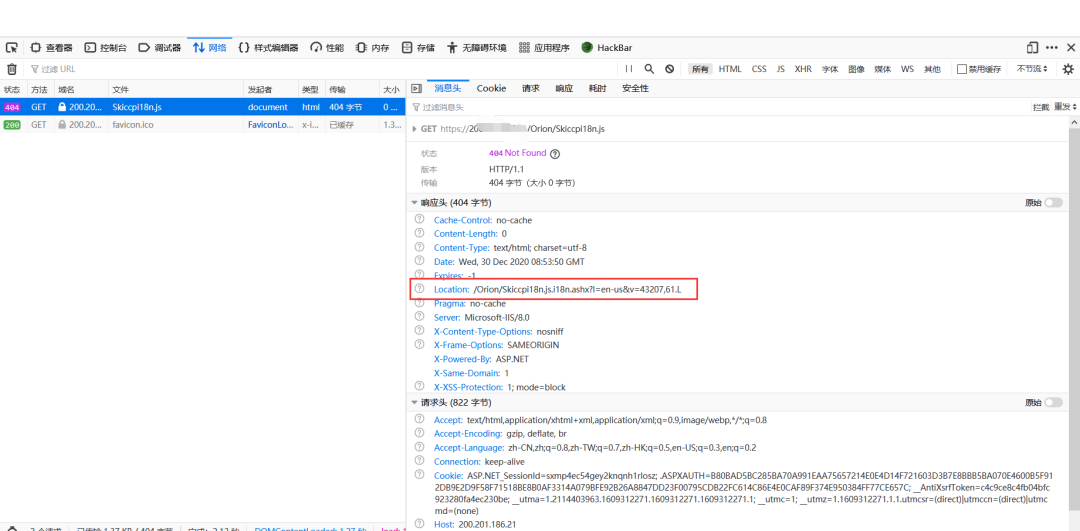 查看器 控制台 调试器 网络 样式编辑器 性能 内存 存储 无障碍环境 应用程序 HackBar
过滤 URL 所有 HTML CSS JS XHR 字体 图像 媒体 WS 其他 禁用缓存 不节流
状态 方法 域名 文件 发起者 类型 传输 大小
404 GET 200.20... Skiccpi18n.js document html 404 字节 0 ...
200 GET 200.20... favicon.ico FaviconLo... x-i... 已缓存 1.3...
消息头 Cookie 请求 响应 耗时 安全性
过滤消息头 拦截 重发
GET https://20 /Orion/Skiccpi18n.js
状态 404 Not Found
版本 HTTP/1.1
传输 404 字节 (大小 0 字节)
响应头 (404 字节) 原始
Cache-Control: no-cache
Content-Length: 0
Content-Type: text/html; charset=utf-8
Date: Wed, 30 Dec 2020 08:53:50 GMT
Expires: -1
Location: /Orion/Skiccpi18n.js.i18n.ashx?l=en-us&v=43207,61.L
Pragma: no-cache
Server: Microsoft-IIS/8.0
X-Content-Type-Options: nosniff
X-Frame-Options: SAMEORIGIN
X-Powered-By: ASP.NET
X-Same-Domain: 1
X-XSS-Protection: 1; mode=block
请求头 (822 字节) 原始
Accept: text/html,application/xhtml+xml,application/xml;q=0.9,image/webp,*/*;q=0.8
Accept-Encoding: gzip, deflate, br
Accept-Language: zh-CN,zh;q=0.8,zh-TW;q=0.7,zh-HK;q=0.5,en-US;q=0.3,en;q=0.2
Connection: keep-alive
Cookie: ASP.NET_SessionId=sxmp4ec54gey2knqnh1rlosz; .ASPXAUTH=B80BAD5BC285BA70A991EAA75657214E0E4D14F721603D3B7E8BBB5BA070E4600B5F91
2DB9E2D9F58F71518BE8B0AF3314A079BFE92B26A8847DD23F00795CDB22FC614C86E4E0CAF89F374E950384FF77CE657C; __AntiXsrfToken=c4c9ce8c4fb04bfc
923280fa4ec230be; __utma=1.2114403963.1609312271.1609312271.1609312271.1; __utmc=1; __utmz=1.1609312271.1.1.utmcsr=(direct)|utmccn=(direct)|utmc
md=(none)
Host: 200.201.186.21